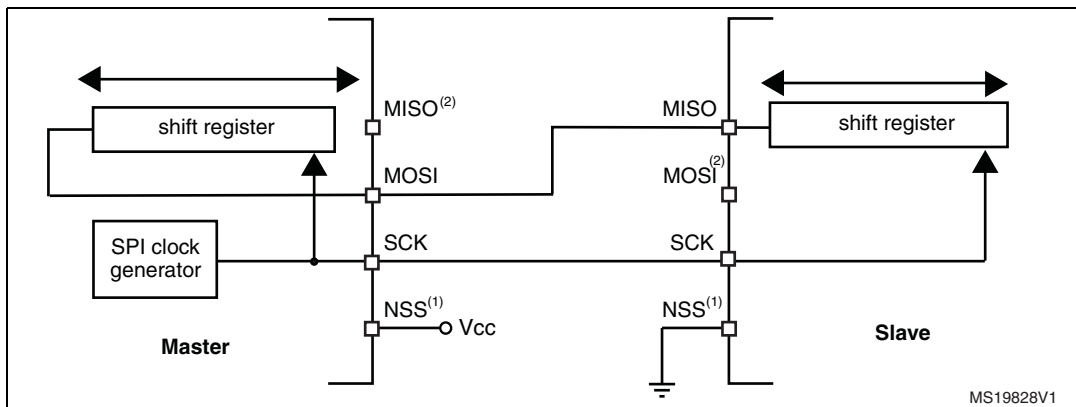 shift register
MISO(2)
MOSI
SPI clock
generator
SCK
NSS(1)
Vcc
Master
MISO
shift register
MOSI(2)
SCK
NSS(1)
Slave
MS19828V1